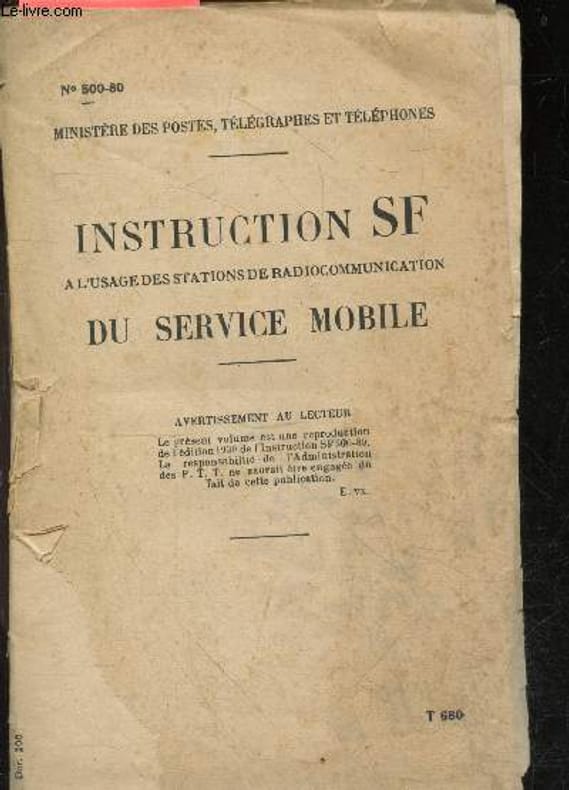 Le-livre.com
N° 500-80
MINISTÈRE DES POSTES, TÉLÉGRAPHES ET TÉLÉPHONES
INSTRUCTION SF
A L'USAGE DES STATIONS DE RADIOCOMMUNICATION
DU SERVICE MOBILE
AVERTISSEMENT AU LECTEUR
Le présent volume est une reproduction
de l'édition 1939 de l'Instruction SF 500-80.
La responsabilité de l'Administration
des P. T. T. ne saurait être engagée du
fait de cette publication.
T 680